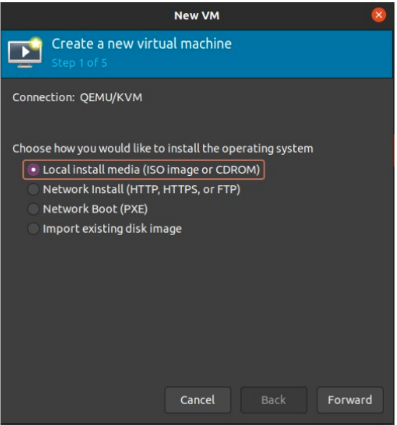 New VM
Create a new virtual machine
Step 1 of 5
Connection: QEMU/KVM
Choose how you would like to install the operating system
Local install media (ISO image or CDROM)
Network Install (HTTP, HTTPS, or FTP)
Network Boot (PXE)
Import existing disk image
Cancel Back Forward